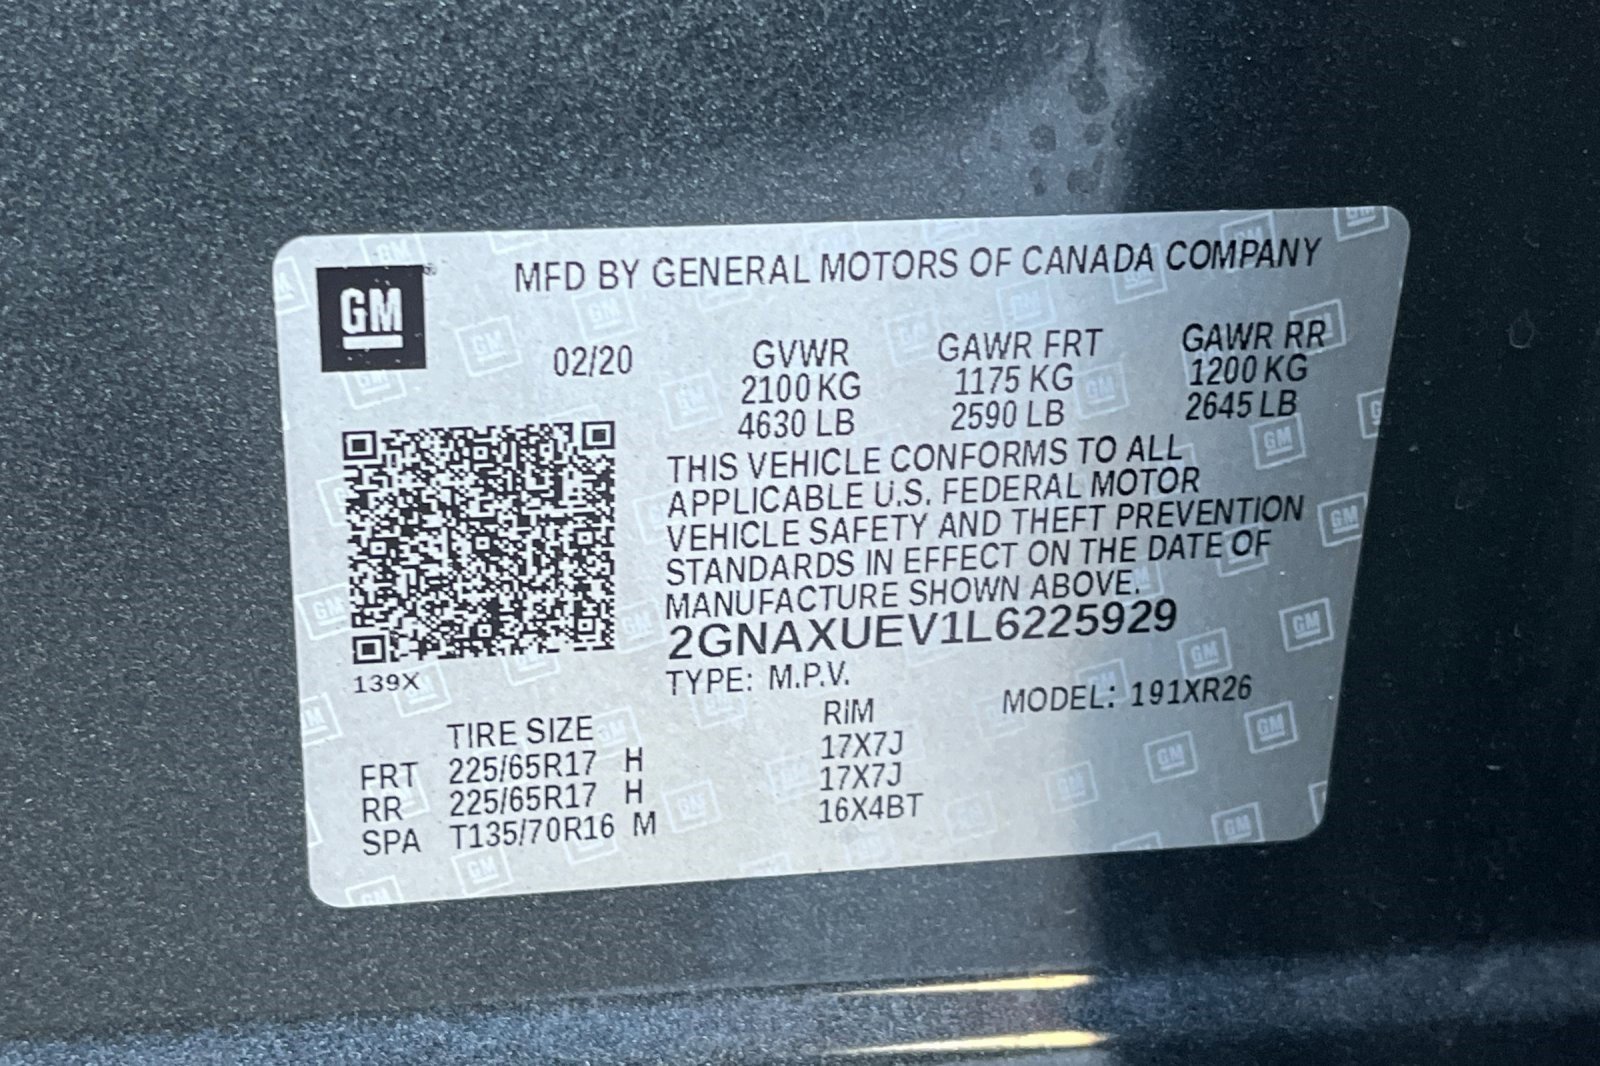 GM
MFD BY GENERAL MOTORS OF CANADA COMPANY
02/20
GVWR GAWR FRT GAWR RR
2100 KG 1175 KG 1200 KG
4630 LB 2590 LB 2645 LB
THIS VEHICLE CONFORMS TO ALL
APPLICABLE U.S. FEDERAL MOTOR
VEHICLE SAFETY AND THEFT PREVENTION
STANDARDS IN EFFECT ON THE DATE OF
MANUFACTURE SHOWN ABOVE.
2GNAXUEV1L6225929
139X
TYPE: M.P.V. MODEL: 191XR26
TIRE SIZE RIM
FRT 225/65R17 H 17X7J
RR 225/65R17 H 17X7J
SPA T135/70R16 M 16X4BT